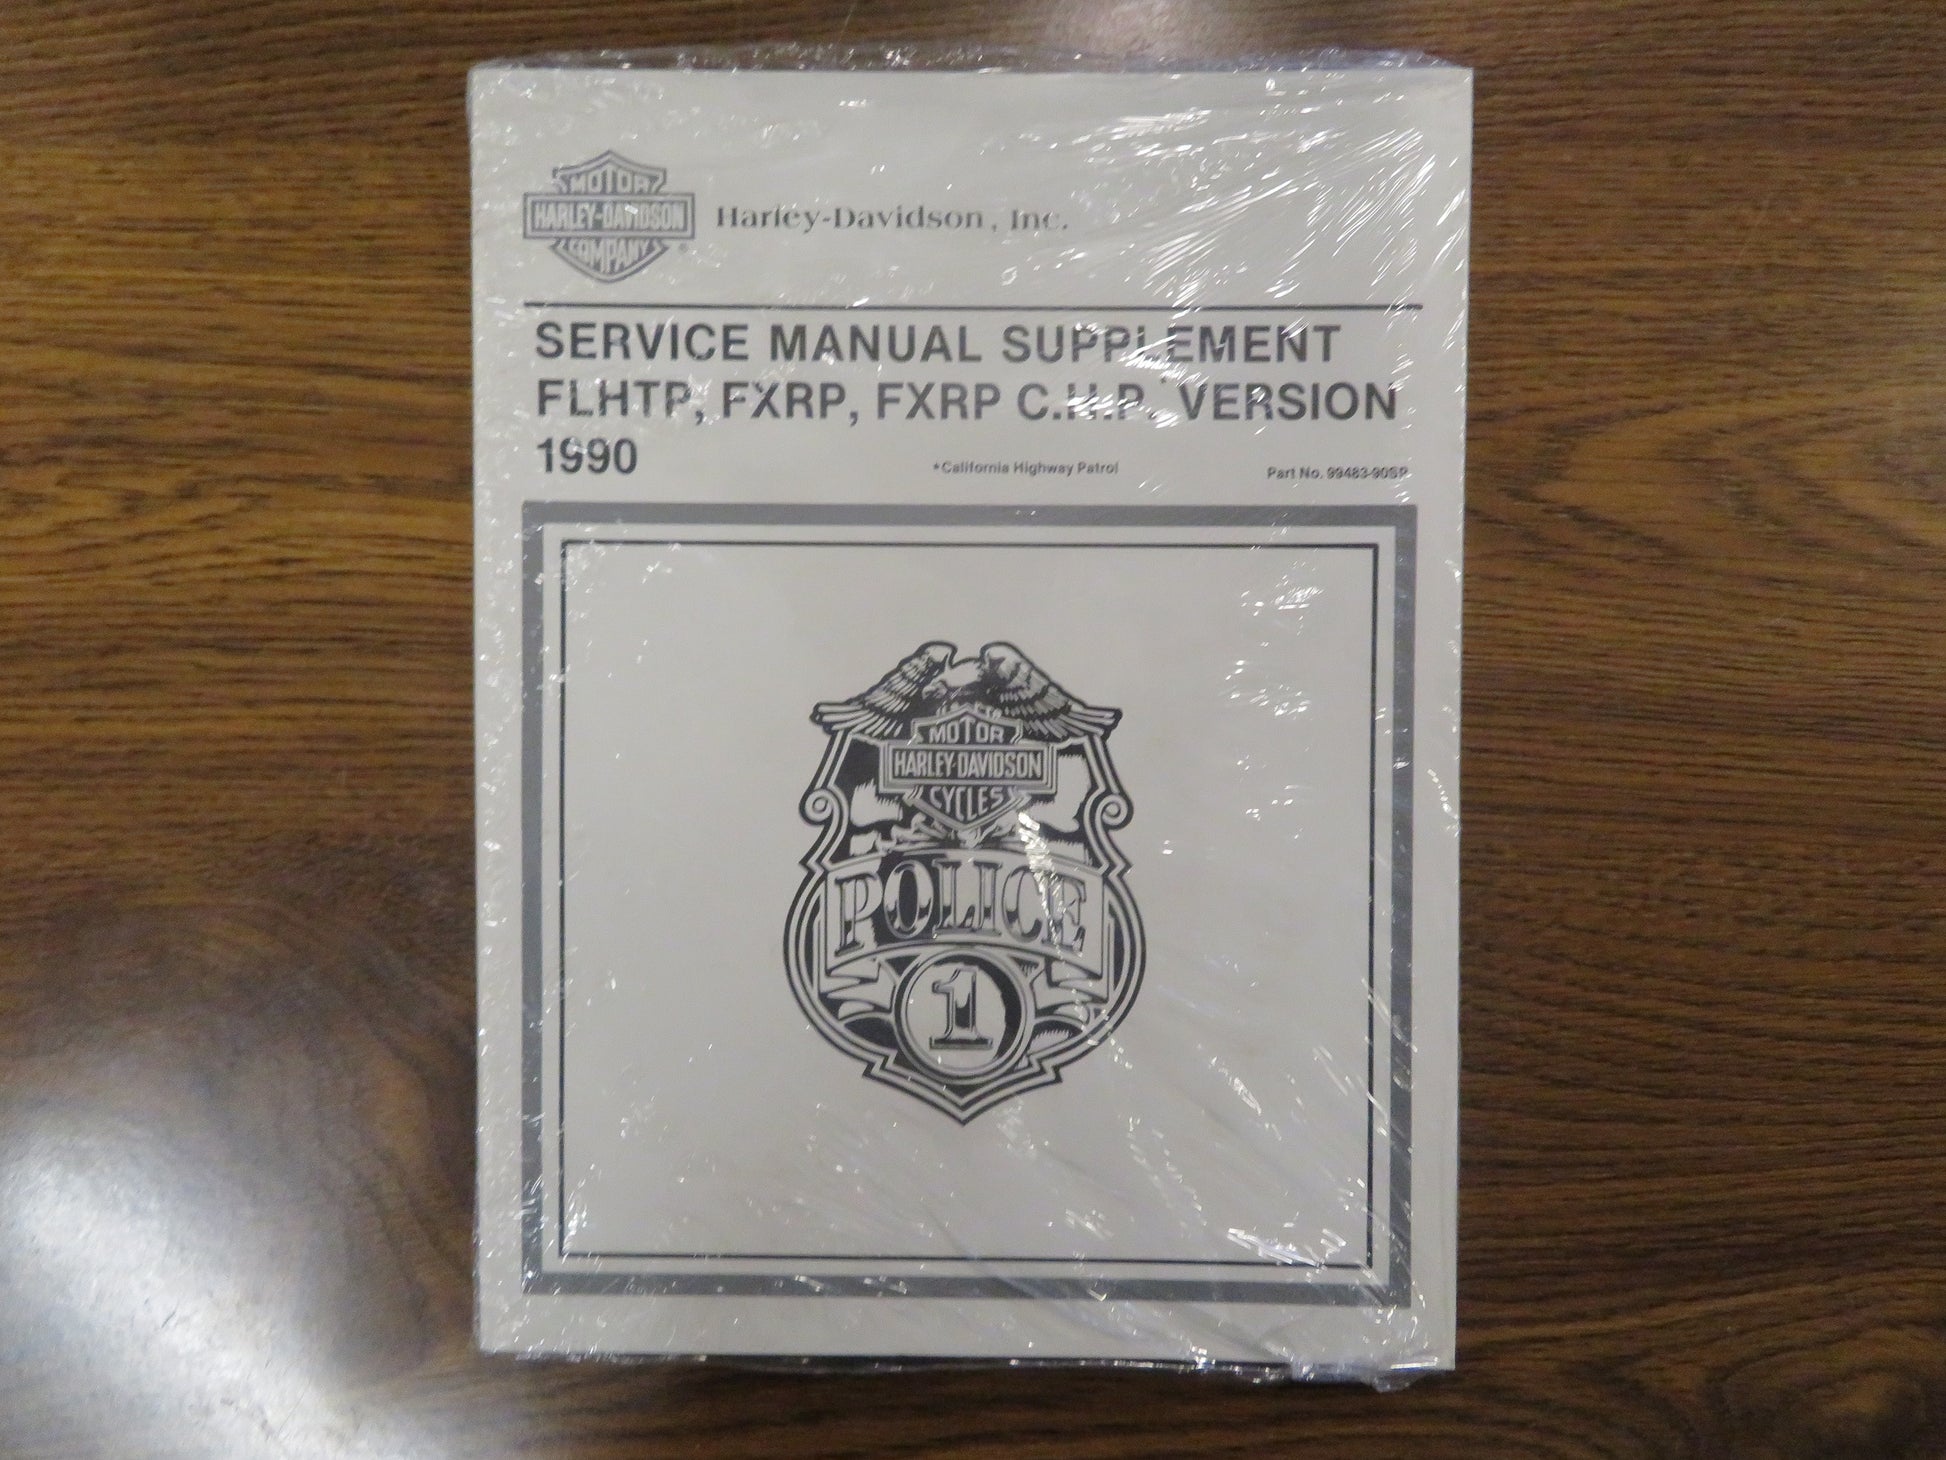 MOTOR
HARLEY-DAVIDSON
COMPANY ®
Harley-Davidson, Inc.
SERVICE MANUAL SUPPLEMENT
FLHTP, FXRP, FXRP C.H.P.* VERSION
1990
*California Highway Patrol
Part No. 99483-90SP
MOTOR
HARLEY-DAVIDSON
CYCLES
POLICE
1